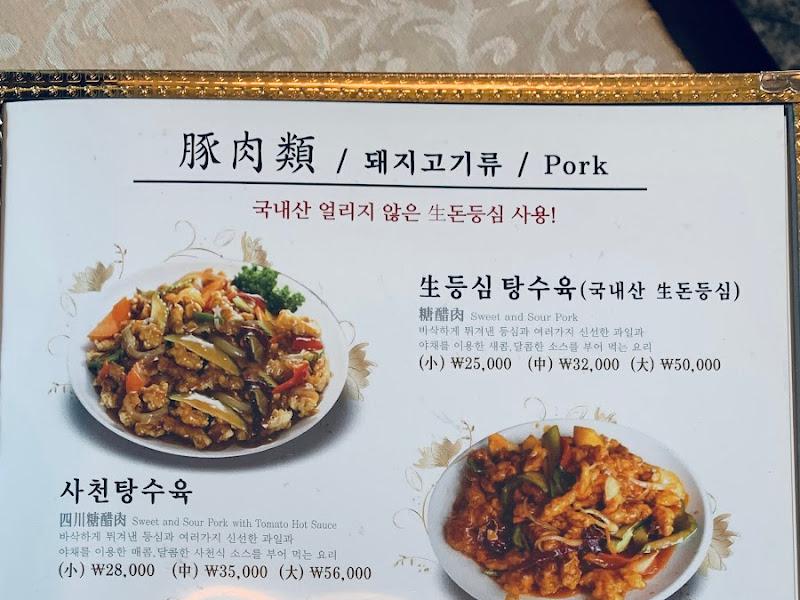 豚肉類 / 돼지고기류 / Pork
국내산 얼리지 않은 生돈등심 사용!
生등심 탕수육(국내산 生돈등심)
糖醋肉 Sweet and Sour Pork
바삭하게 튀겨낸 등심과 여러가지 신선한 과일과
야채를 이용한 새콤,달콤한 소스를 부어 먹는 요리
(小) ₩25,000 (中) ₩32,000 (大) ₩50,000
사천탕수육
四川糖醋肉 Sweet and Sour Pork with Tomato Hot Sauce
바삭하게 튀겨낸 등심과 여러가지 신선한 과일과
야채를 이용한 매콤,달콤한 사천식 소스를 부어 먹는 요리
(小) ₩28,000 (中) ₩35,000 (大) ₩56,000